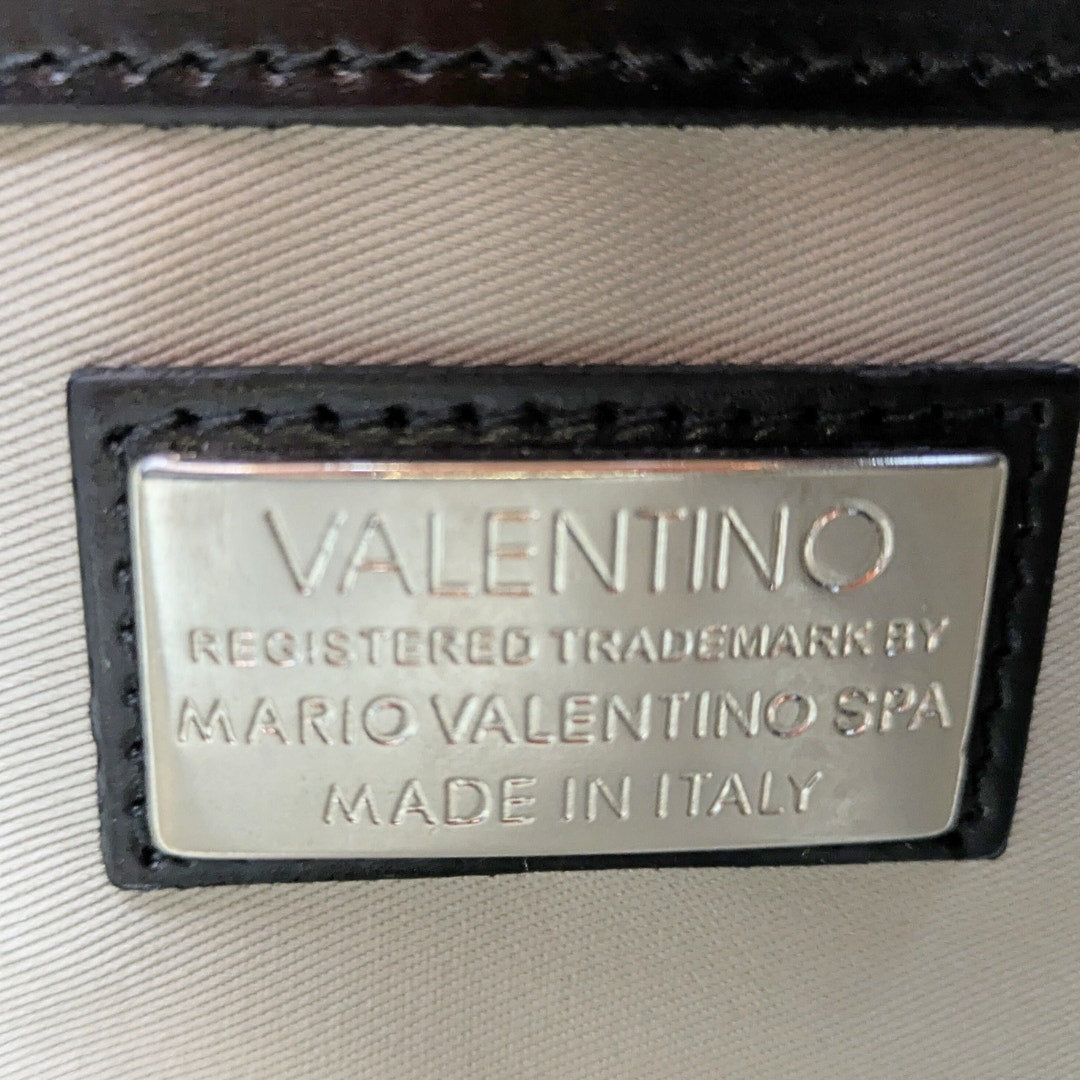 VALENTINO
REGISTERED TRADEMARK BY
MARIO VALENTINO SPA
MADE IN ITALY